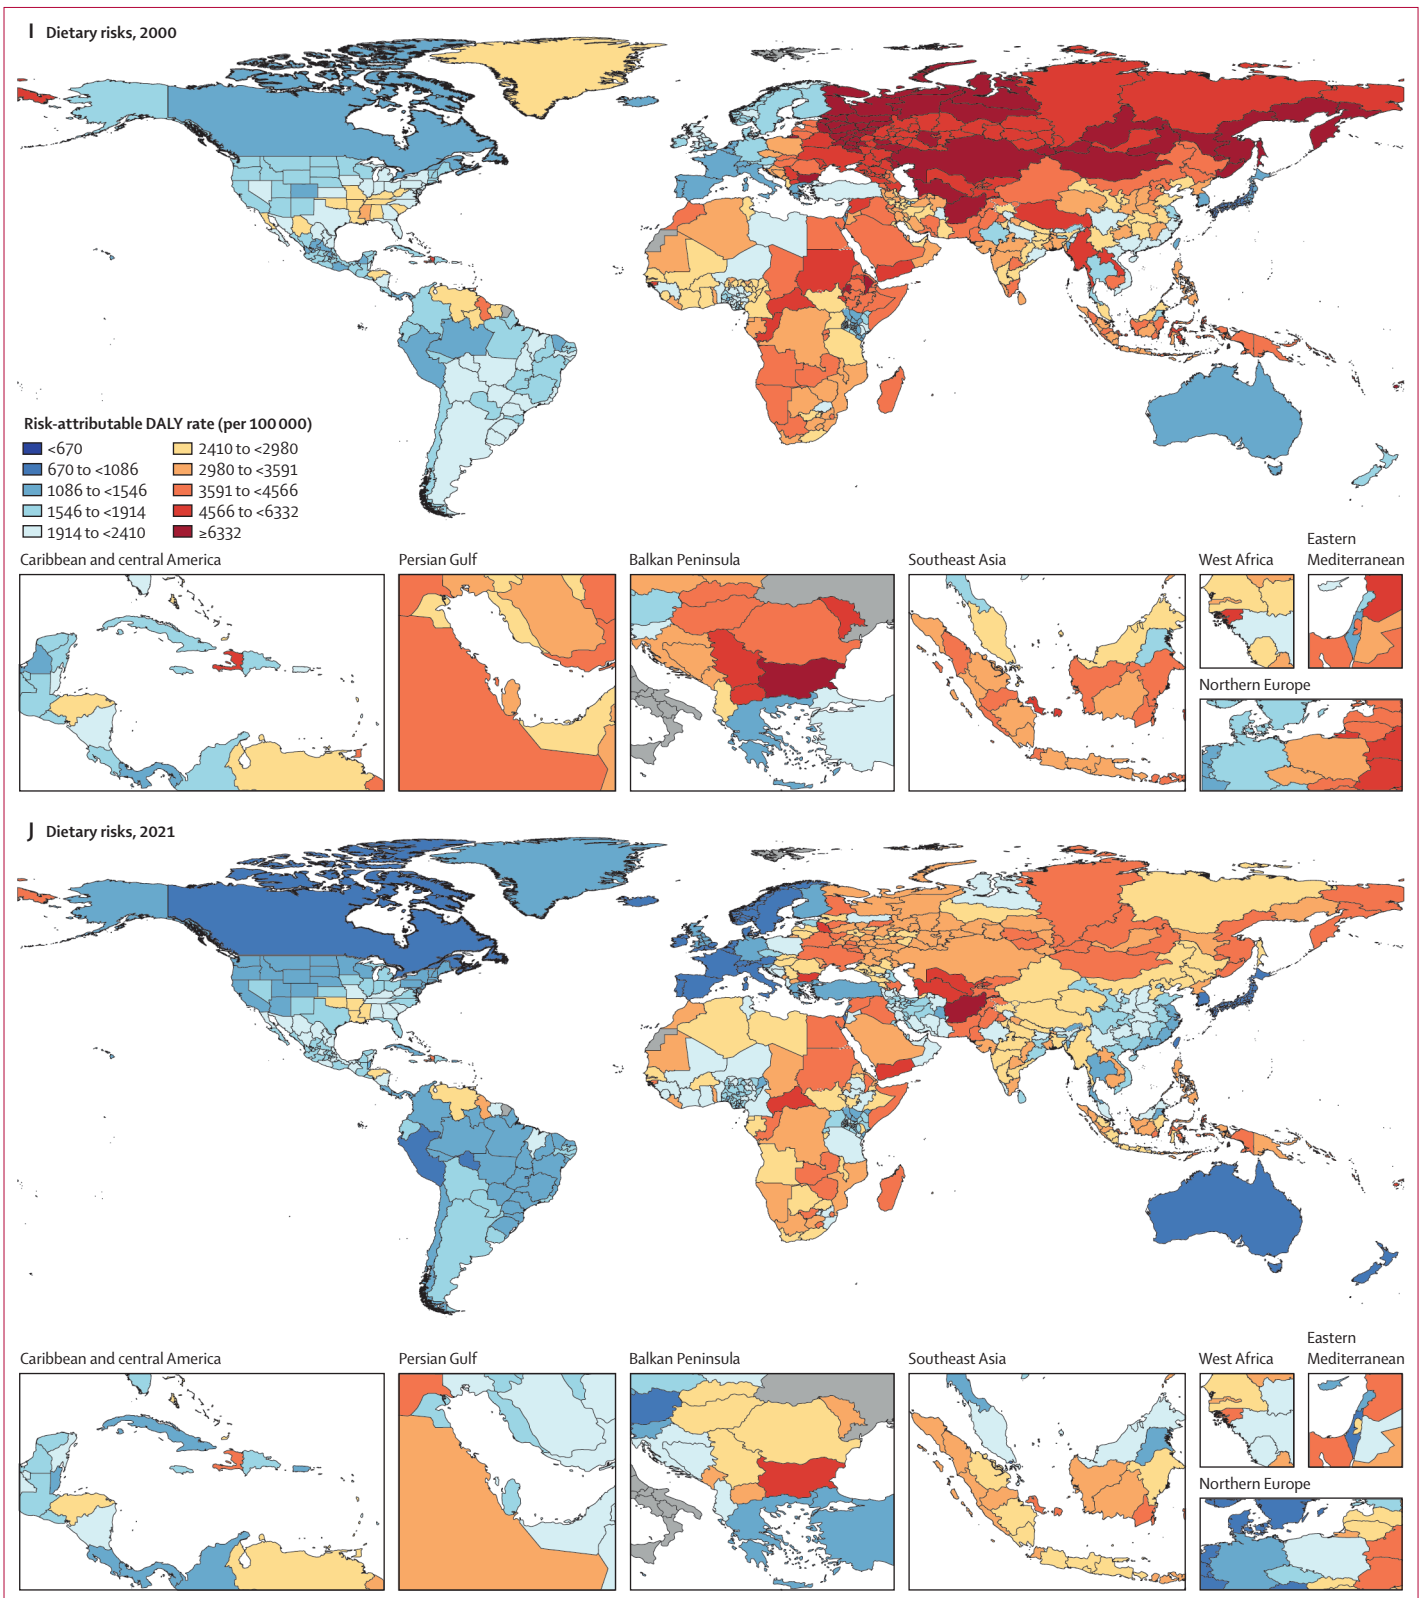 I Dietary risks, 2000
Risk-attributable DALY rate (per 100 000)
<670
670 to <1086
1086 to <1546
1546 to <1914
1914 to <2410
2410 to <2980
2980 to <3591
3591 to <4566
4566 to <6332
≥6332
Caribbean and central America
Persian Gulf
Balkan Peninsula
Southeast Asia
West Africa
Eastern
Mediterranean
Northern Europe
J Dietary risks, 2021
Caribbean and central America
Persian Gulf
Balkan Peninsula
Southeast Asia
West Africa
Eastern
Mediterranean
Northern Europe